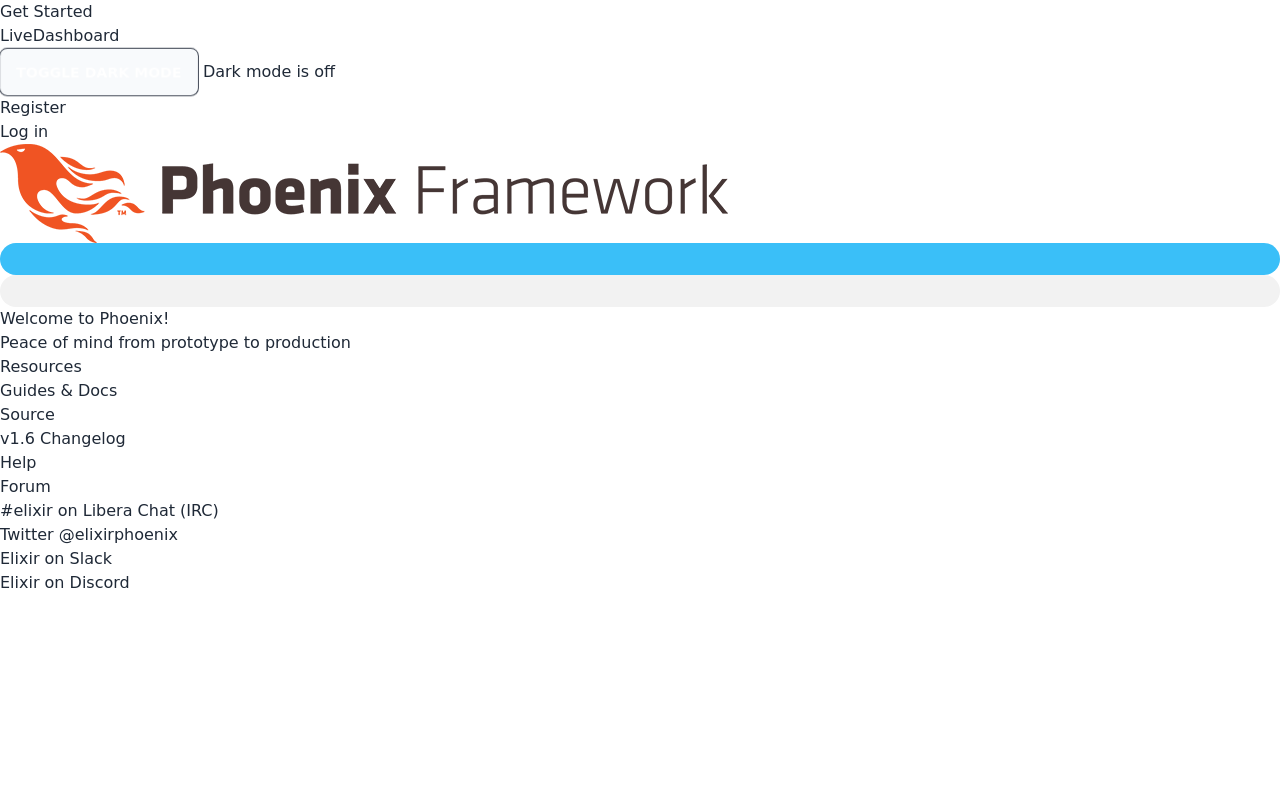 Get Started
LiveDashboard
TOGGLE DARK MODE Dark mode is off
Register
Log in
Phoenix Framework
TM
Welcome to Phoenix!
Peace of mind from prototype to production
Resources
Guides & Docs
Source
v1.6 Changelog
Help
Forum
#elixir on Libera Chat (IRC)
Twitter @elixirphoenix
Elixir on Slack
Elixir on Discord